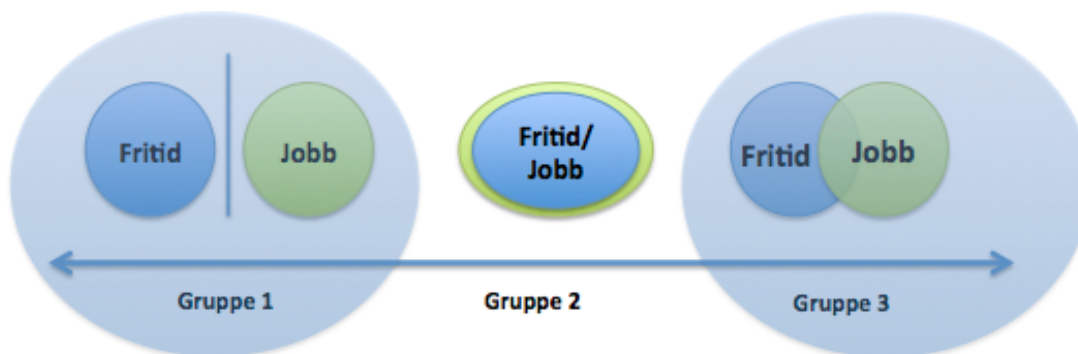 Fritid
Jobb
Fritid/
Jobb
Fritid
Jobb
Gruppe 1
Gruppe 2
Gruppe 3